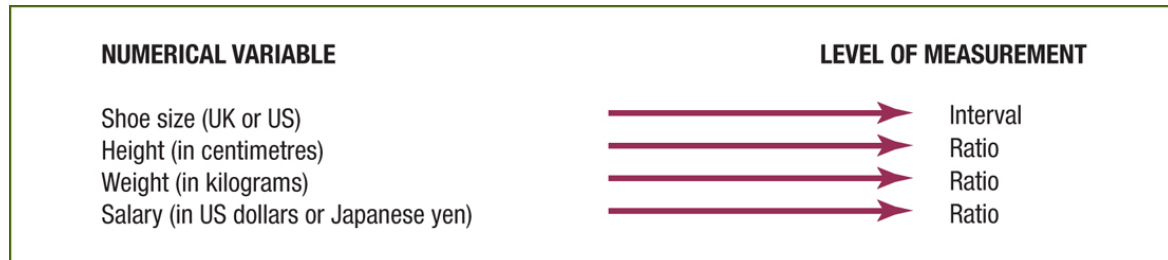 NUMERICAL VARIABLE LEVEL OF MEASUREMENT
Shoe size (UK or US) Interval
Height (in centimetres) Ratio
Weight (in kilograms) Ratio
Salary (in US dollars or Japanese yen) Ratio